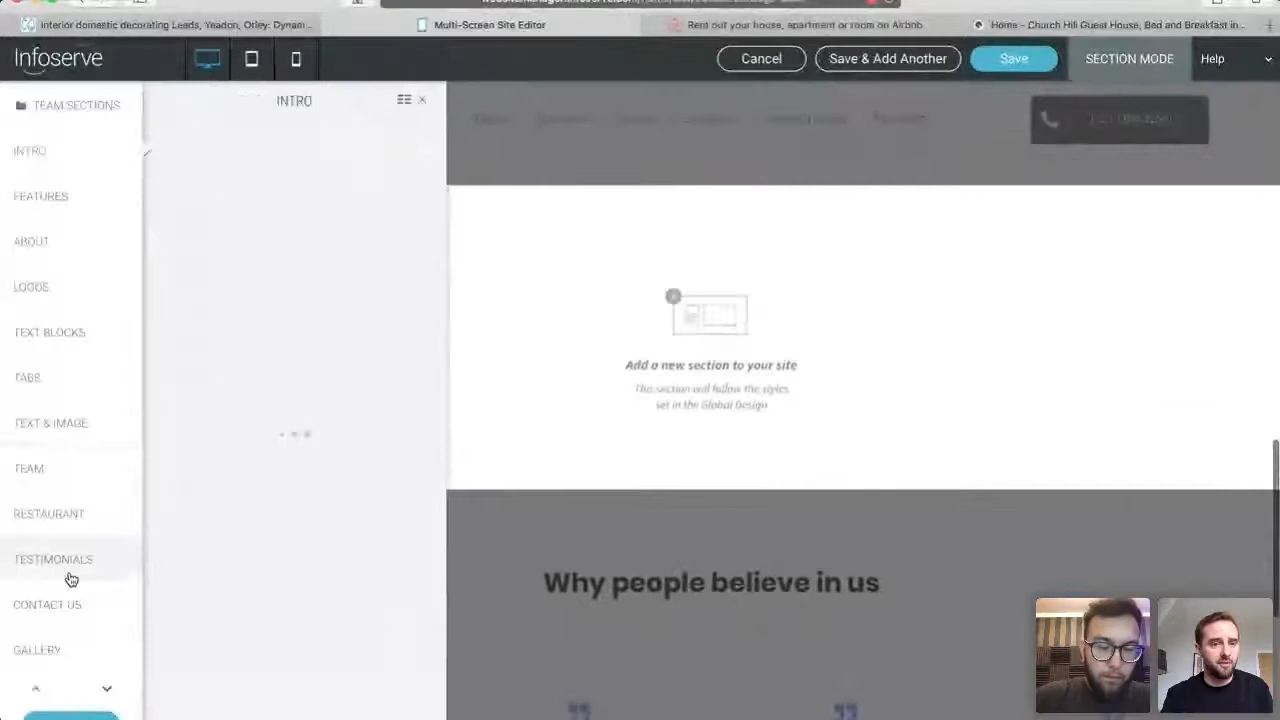 Interior domestic decorating Leads, Yeadon, Otley: Dynam...
Multi-Screen Site Editor
Rent out your house, apartment or room on Airbnb
Home - Church Hill Guest House, Bed and Breakfast in...
Infoserve
Cancel
Save & Add Another
Save
SECTION MODE
Help
TEAM SECTIONS
INTRO
FEATURES
ABOUT
LOGOS
TEXT BLOCKS
TABS
TEXT & IMAGE
TEAM
RESTAURANT
TESTIMONIALS
CONTACT US
GALLERY
INTRO
Add a new section to your site
This section will follow the styles
set in the Global Design
Why people believe in us